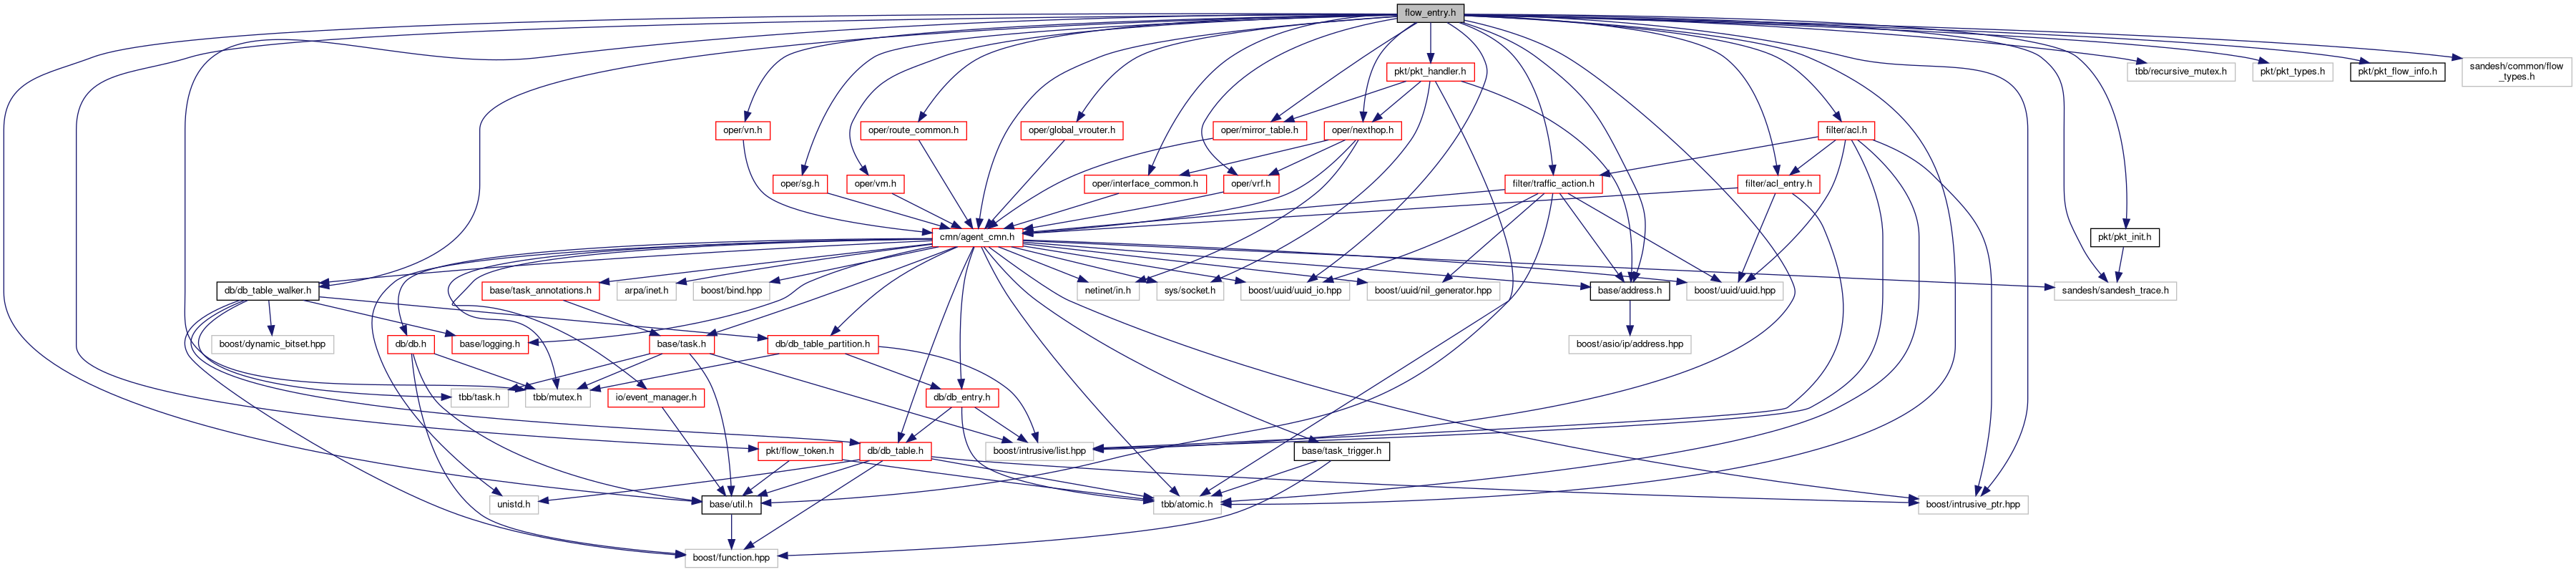 flow_entry.h
pkt/pkt_handler.h
tbb/recursive_mutex.h
pkt/pkt_types.h
pkt/pkt_flow_info.h
sandesh/common/flow
_types.h
oper/vn.h
oper/route_common.h
oper/global_vrouter.h
oper/mirror_table.h
oper/nexthop.h
filter/acl.h
oper/sg.h
oper/vm.h
oper/interface_common.h
oper/vrf.h
filter/traffic_action.h
filter/acl_entry.h
cmn/agent_cmn.h
pkt/pkt_init.h
db/db_table_walker.h
base/task_annotations.h
arpa/inet.h
boost/bind.hpp
netinet/in.h
sys/socket.h
boost/uuid/uuid_io.hpp
boost/uuid/nil_generator.hpp
base/address.h
boost/uuid/uuid.hpp
sandesh/sandesh_trace.h
boost/dynamic_bitset.hpp
db/db.h
base/logging.h
base/task.h
db/db_table_partition.h
boost/asio/ip/address.hpp
tbb/task.h
tbb/mutex.h
io/event_manager.h
db/db_entry.h
pkt/flow_token.h
db/db_table.h
boost/intrusive/list.hpp
base/task_trigger.h
unistd.h
base/util.h
tbb/atomic.h
boost/intrusive_ptr.hpp
boost/function.hpp